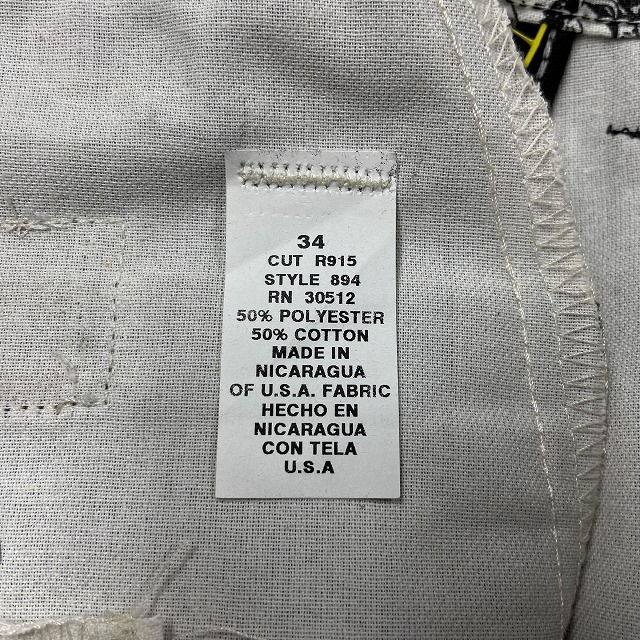 34
CUT R915
STYLE 894
RN 30512
50% POLYESTER
50% COTTON
MADE IN
NICARAGUA
OF U.S.A. FABRIC
HECHO EN
NICARAGUA
CON TELA
U.S.A